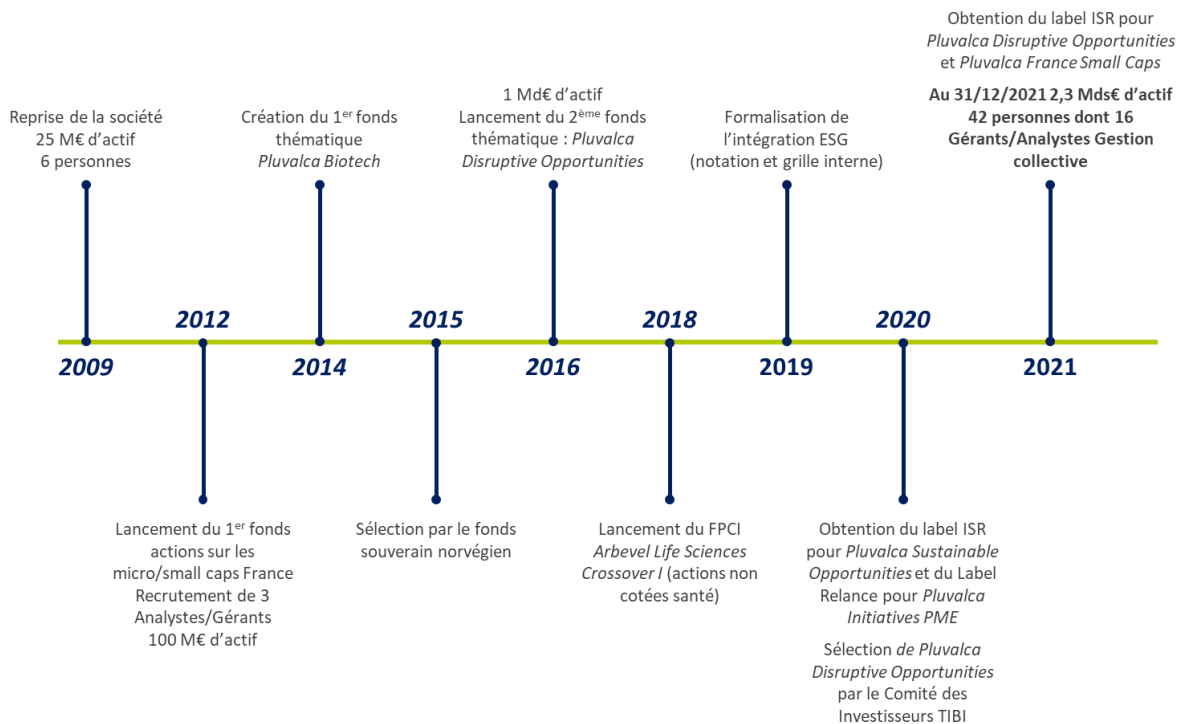 Reprise de la société
25 M€ d’actif
6 personnes
2009
2012
Lancement du 1er fonds
actions sur les
micro/small caps France
Recrutement de 3
Analystes/Gérants
100 M€ d’actif
Création du 1er fonds
thématique
Pluvalca Biotech
2014
2015
Sélection par le fonds
souverain norvégien
1 Md€ d’actif
Lancement du 2ème fonds
thématique : Pluvalca
Disruptive Opportunities
2016
2018
Lancement du FPCI
Arbevel Life Sciences
Crossover I (actions non
cotées santé)
Formalisation de
l’intégration ESG
(notation et grille interne)
2019
2020
Obtention du label ISR
pour Pluvalca Sustainable
Opportunities et du Label
Relance pour Pluvalca
Initiatives PME
Sélection de Pluvalca
Disruptive Opportunities
par le Comité des
Investisseurs TIBI
Obtention du label ISR pour
Pluvalca Disruptive Opportunities
et Pluvalca France Small Caps
Au 31/12/2021 2,3 Mds€ d’actif
42 personnes dont 16
Gérants/Analystes Gestion
collective
2021